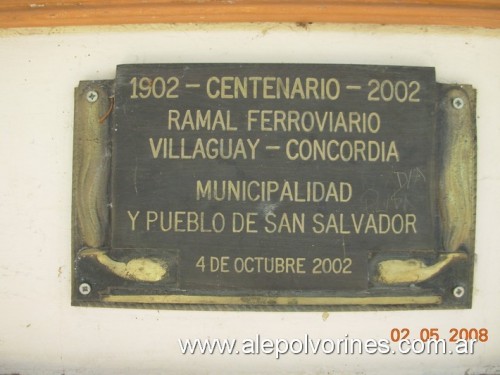 1902 - CENTENARIO - 2002
RAMAL FERROVIARIO
VILLAGUAY - CONCORDIA
MUNICIPALIDAD
Y PUEBLO DE SAN SALVADOR
4 DE OCTUBRE 2002
02 05 2008
www.alepolvorines.com.ar